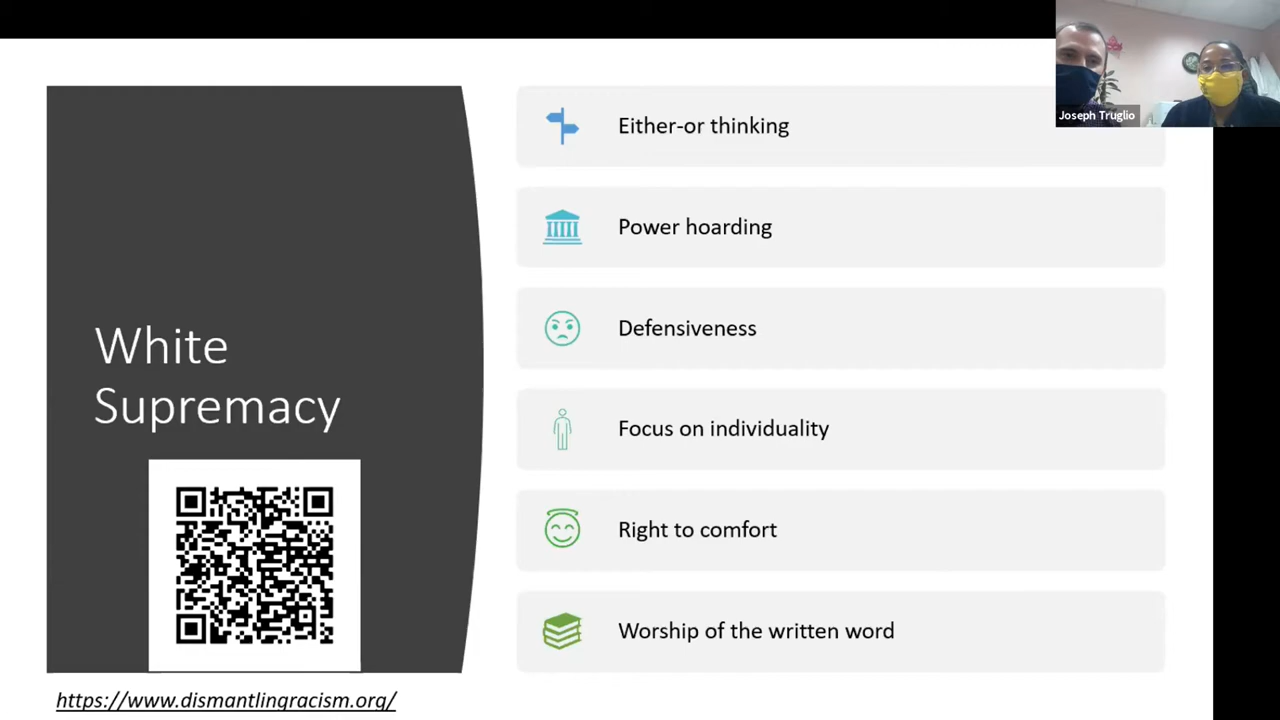 Joseph Truglio
White
Supremacy
https://www.dismantlingracism.org/
Either-or thinking
Power hoarding
Defensiveness
Focus on individuality
Right to comfort
Worship of the written word